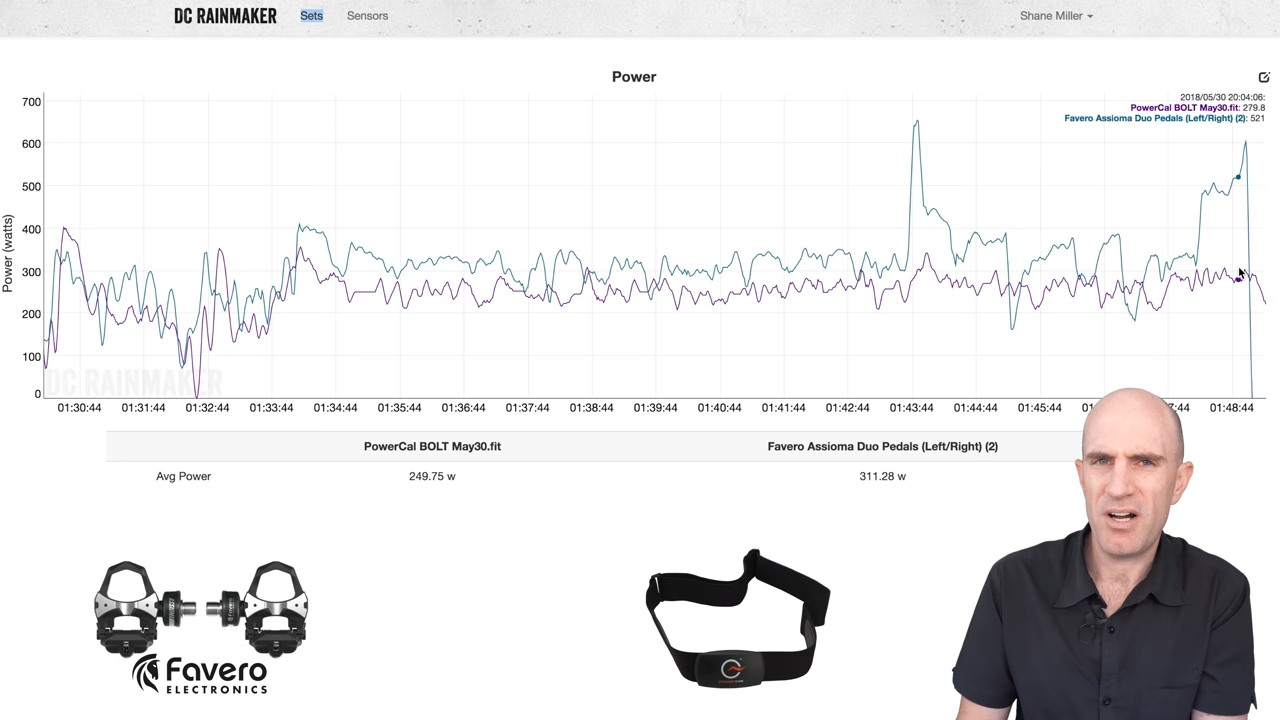 DC RAINMAKER Sets Sensors Shane Miller
Power
2018/05/30 20:04:06:
PowerCal BOLT May30.fit: 279.8
Favero Assioma Duo Pedals (Left/Right) (2): 521
Power (watts)
700
600
500
400
300
200
100
0
DC RAINMAKER
01:30:44 01:31:44 01:32:44 01:33:44 01:34:44 01:35:44 01:36:44 01:37:44 01:38:44 01:39:44 01:40:44 01:41:44 01:42:44 01:43:44 01:44:44 01:45:44 7:44 01:48:44
PowerCal BOLT May30.fit Favero Assioma Duo Pedals (Left/Right) (2)
Avg Power 249.75 w 311.28 w
Favero
ELECTRONICS